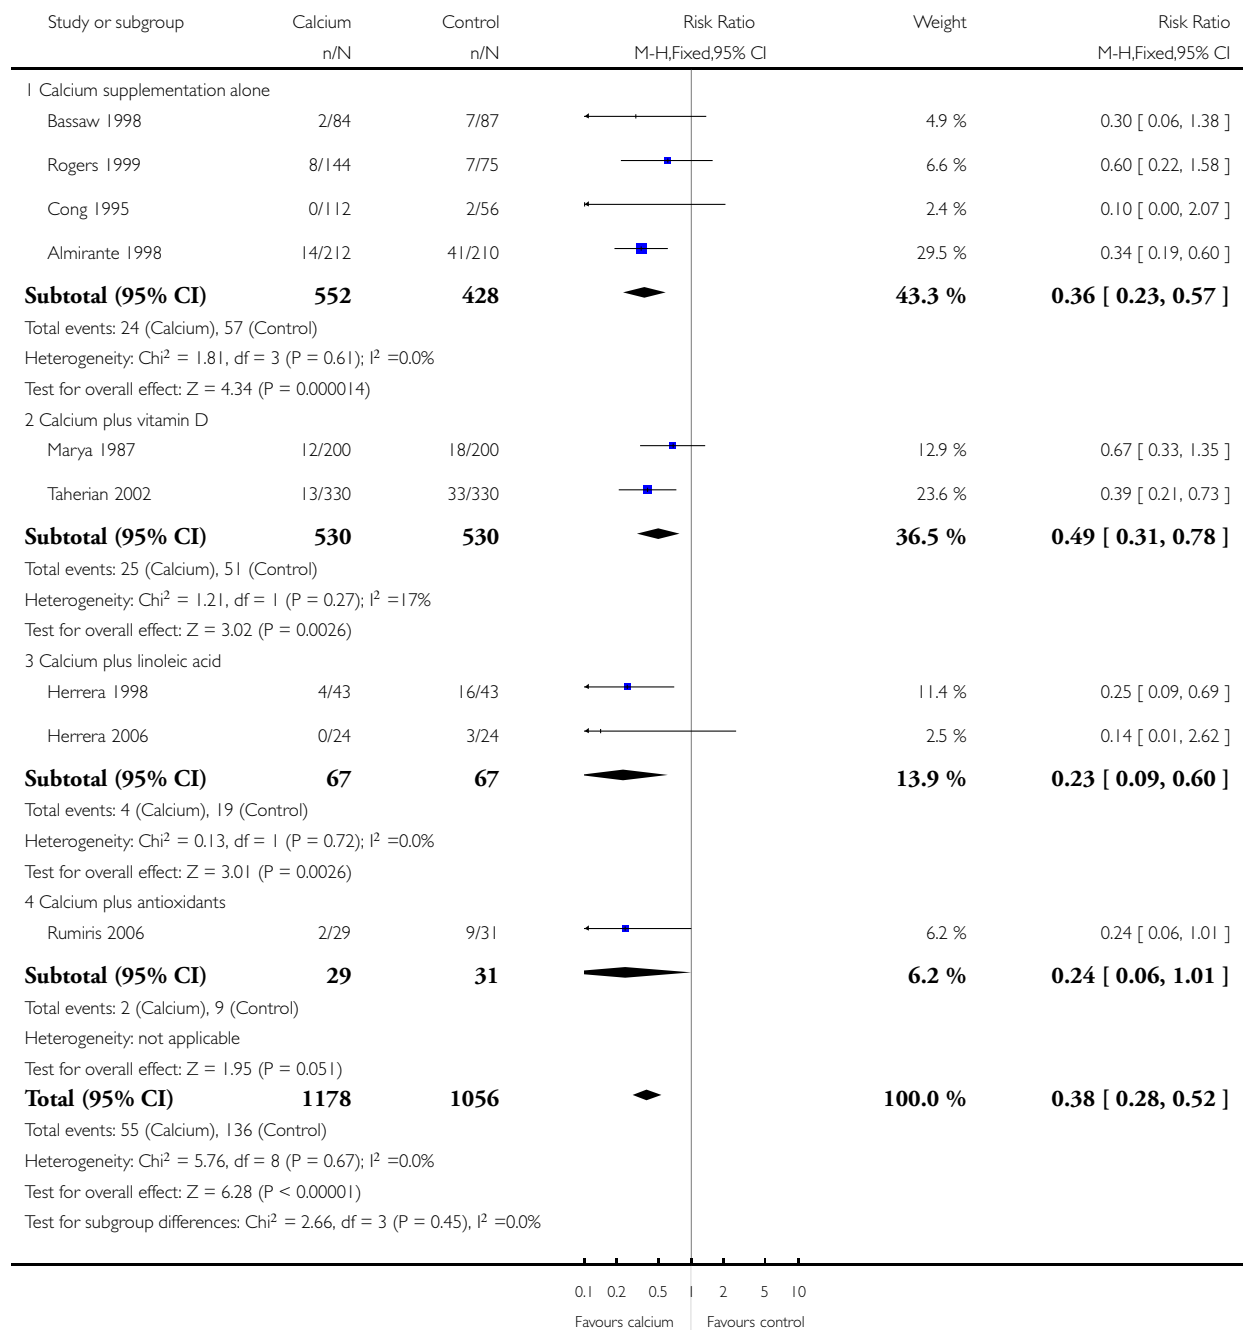 Study or subgroup Calcium Control Risk Ratio Weight Risk Ratio
n/N n/N M-H,Fixed,95% CI M-H,Fixed,95% CI
1 Calcium supplementation alone
Bassaw 1998 2/84 7/87 4.9 % 0.30 [ 0.06, 1.38 ]
Rogers 1999 8/144 7/75 6.6 % 0.60 [ 0.22, 1.58 ]
Cong 1995 0/112 2/56 2.4 % 0.10 [ 0.00, 2.07 ]
Almirante 1998 14/212 41/210 29.5 % 0.34 [ 0.19, 0.60 ]
Subtotal (95% CI) 552 428 43.3 % 0.36 [ 0.23, 0.57 ]
Total events: 24 (Calcium), 57 (Control)
Heterogeneity: Chi² = 1.81, df = 3 (P = 0.61); I² =0.0%
Test for overall effect: Z = 4.34 (P = 0.000014)
2 Calcium plus vitamin D
Marya 1987 12/200 18/200 12.9 % 0.67 [ 0.33, 1.35 ]
Taherian 2002 13/330 33/330 23.6 % 0.39 [ 0.21, 0.73 ]
Subtotal (95% CI) 530 530 36.5 % 0.49 [ 0.31, 0.78 ]
Total events: 25 (Calcium), 51 (Control)
Heterogeneity: Chi² = 1.21, df = 1 (P = 0.27); I² =17%
Test for overall effect: Z = 3.02 (P = 0.0026)
3 Calcium plus linoleic acid
Herrera 1998 4/43 16/43 11.4 % 0.25 [ 0.09, 0.69 ]
Herrera 2006 0/24 3/24 2.5 % 0.14 [ 0.01, 2.62 ]
Subtotal (95% CI) 67 67 13.9 % 0.23 [ 0.09, 0.60 ]
Total events: 4 (Calcium), 19 (Control)
Heterogeneity: Chi² = 0.13, df = 1 (P = 0.72); I² =0.0%
Test for overall effect: Z = 3.01 (P = 0.0026)
4 Calcium plus antioxidants
Rumiris 2006 2/29 9/31 6.2 % 0.24 [ 0.06, 1.01 ]
Subtotal (95% CI) 29 31 6.2 % 0.24 [ 0.06, 1.01 ]
Total events: 2 (Calcium), 9 (Control)
Heterogeneity: not applicable
Test for overall effect: Z = 1.95 (P = 0.051)
Total (95% CI) 1178 1056 100.0 % 0.38 [ 0.28, 0.52 ]
Total events: 55 (Calcium), 136 (Control)
Heterogeneity: Chi² = 5.76, df = 8 (P = 0.67); I² =0.0%
Test for overall effect: Z = 6.28 (P < 0.00001)
Test for subgroup differences: Chi² = 2.66, df = 3 (P = 0.45), I² =0.0%
0.1 0.2 0.5 1 2 5 10
Favours calcium Favours control